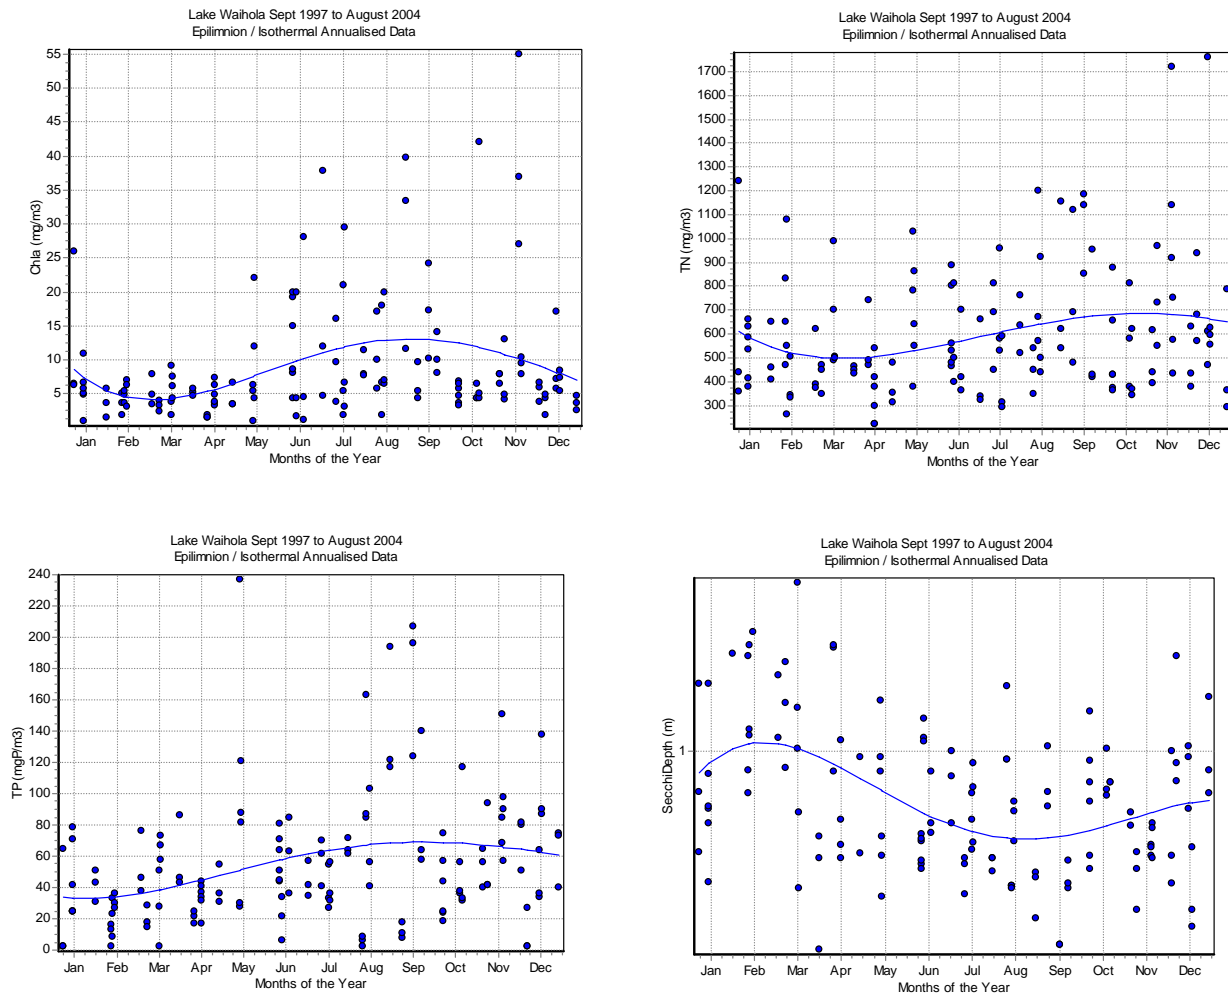 Lake Waihola Sept 1997 to August 2004
Epilimnion / Isothermal Annualised Data
55
50
45
40
35
30
25
20
15
10
5
Chla (mg/m3)
Jan Feb Mar Apr May Jun Jul Aug Sep Oct Nov Dec
Months of the Year
Lake Waihola Sept 1997 to August 2004
Epilimnion / Isothermal Annualised Data
1700
1600
1500
1400
1300
1200
1100
1000
900
800
700
600
500
400
300
TN (mg/m3)
Jan Feb Mar Apr May Jun Jul Aug Sep Oct Nov Dec
Months of the Year
Lake Waihola Sept 1997 to August 2004
Epilimnion / Isothermal Annualised Data
240
220
200
180
160
140
120
100
80
60
40
20
0
TP (mgP/m3)
Jan Feb Mar Apr May Jun Jul Aug Sep Oct Nov Dec
Months of the Year
Lake Waihola Sept 1997 to August 2004
Epilimnion / Isothermal Annualised Data
1
SecchiDepth (m)
Jan Feb Mar Apr May Jun Jul Aug Sep Oct Nov Dec
Months of the Year